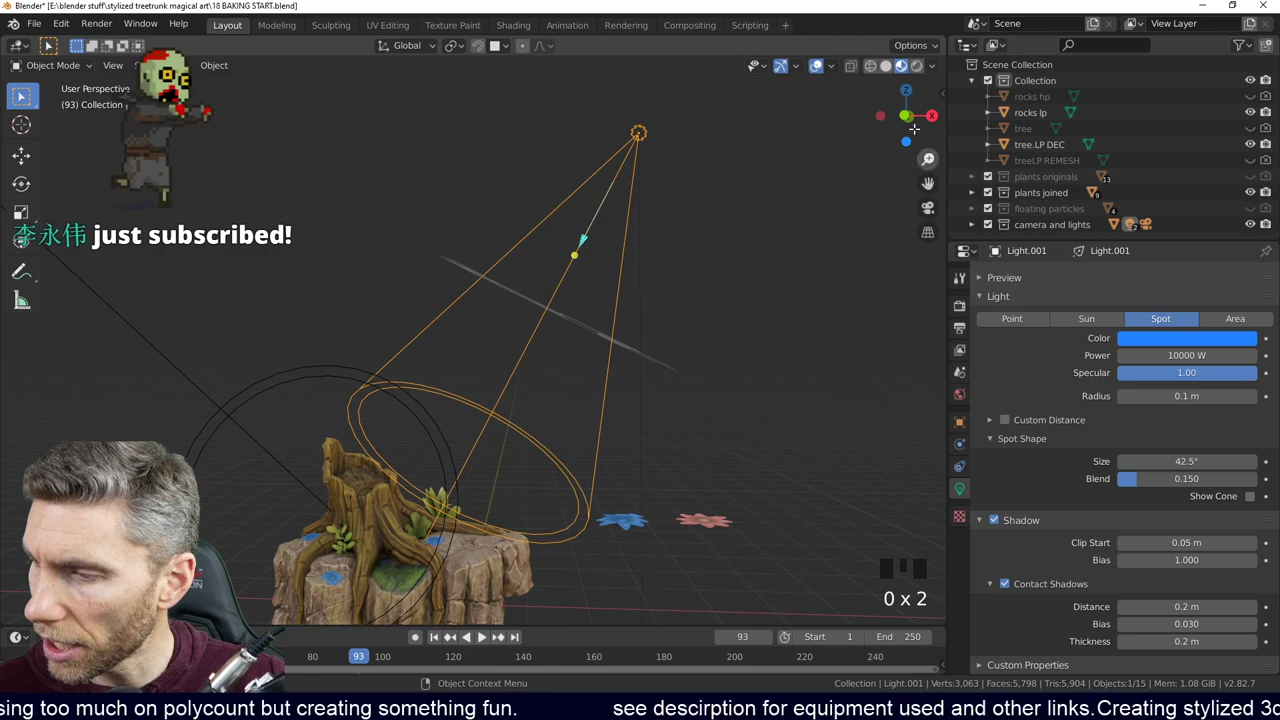 Blender* [E:\blender stuff\stylized treetrunk magical art\18 BAKING START.blend]
File Edit Render Window Help Layout Modeling Sculpting UV Editing Texture Paint Shading Animation Rendering Compositing Scripting + Scene View Layer
Global Options
Object Mode View Object
User Perspective
(93) Collection
Z
X
李永伟 just subscribed!
0 x 2
Scene Collection
Collection
rocks hp
rocks lp
tree
tree.LP DEC
treeLP REMESH
plants originals 13
plants joined 9
floating particles 4
camera and lights 2
Light.001 Light.001
Preview
Light
Point Sun Spot Area
Color
Power 10000 W
Specular 1.00
Radius 0.1 m
Custom Distance
Spot Shape
Size 42.5°
Blend 0.150
Show Cone
Shadow
Clip Start 0.05 m
Bias 1.000
Contact Shadows
Distance 0.2 m
Bias 0.030
Thickness 0.2 m
Custom Properties
93 Start 1 End 250
80 93 100 120 140 160 180 200 220 240
Object Context Menu
Collection | Light.001 | Verts:3,063 | Faces:5,798 | Tris:5,904 | Objects:1/15 | Mem: 1.08 GiB | v2.82.7
sing too much on polycount but creating something fun. see descirption for equipment used and other links.Creating stylized 3d